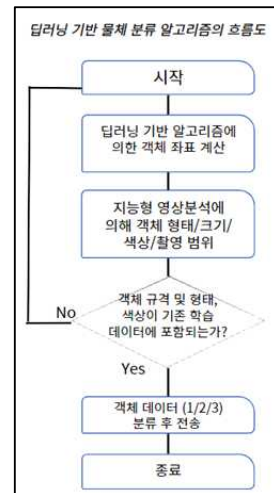 딥러닝 기반 물체 분류 알고리즘의 흐름도
시작
딥러닝 기반 알고리즘에
의한 객체 좌표 계산
지능형 영상분석에
의해 객체 형태/크기/
색상/촬영 범위
객체 규격 및 형태,
색상이 기존 학습
데이터에 포함되는가?
No
Yes
객체 데이터 (1/2/3)
분류 후 전송
종료